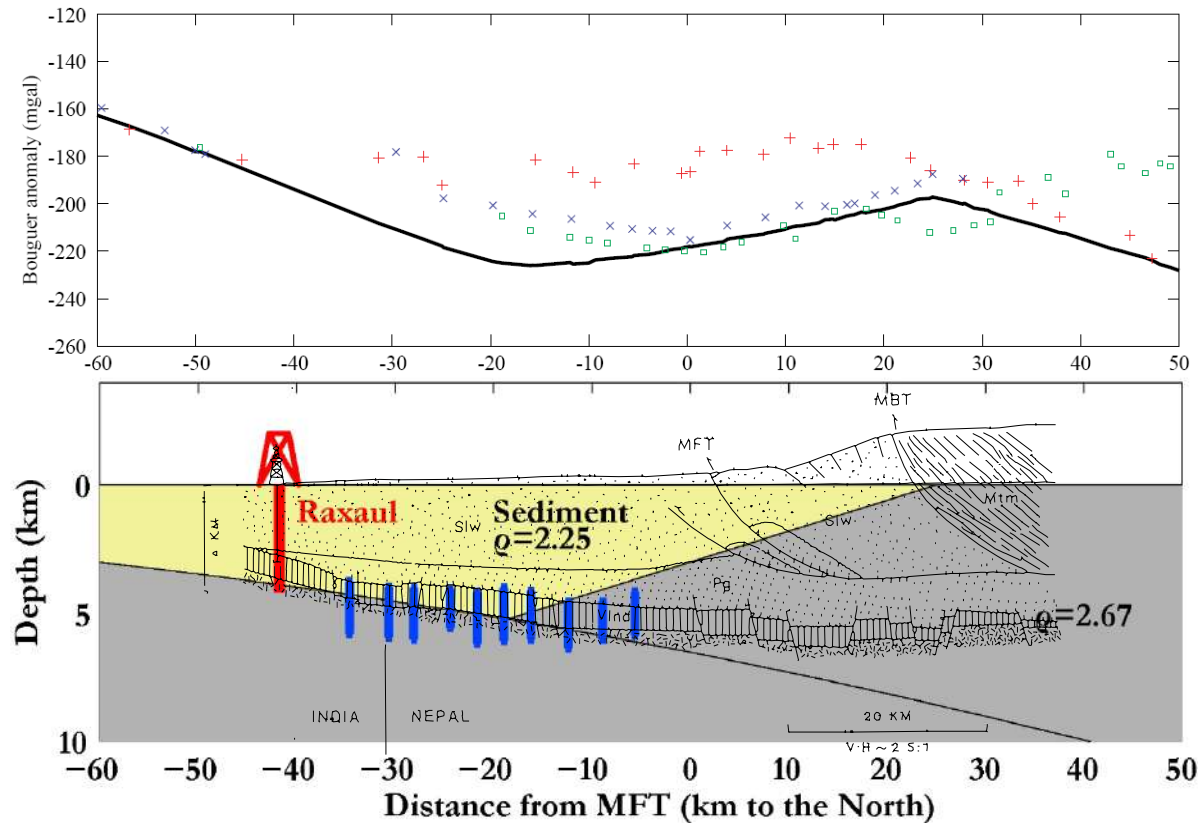 -120
-140
-160
-180
-200
-220
-240
-260
Bouguer anomaly (mgal)
-60 -50 -40 -30 -20 -10 0 10 20 30 40 50
MBT
MFT
0
5
10
Depth (km)
Raxaul
Slw
Sediment
ϱ=2.25
Slw
Mtm
Pg
Vind
ϱ=2.67
INDIA
NEPAL
20 KM
V·H~2 5:1
−60 −50 −40 −30 −20 −10 0 10 20 30 40 50
Distance from MFT (km to the North)